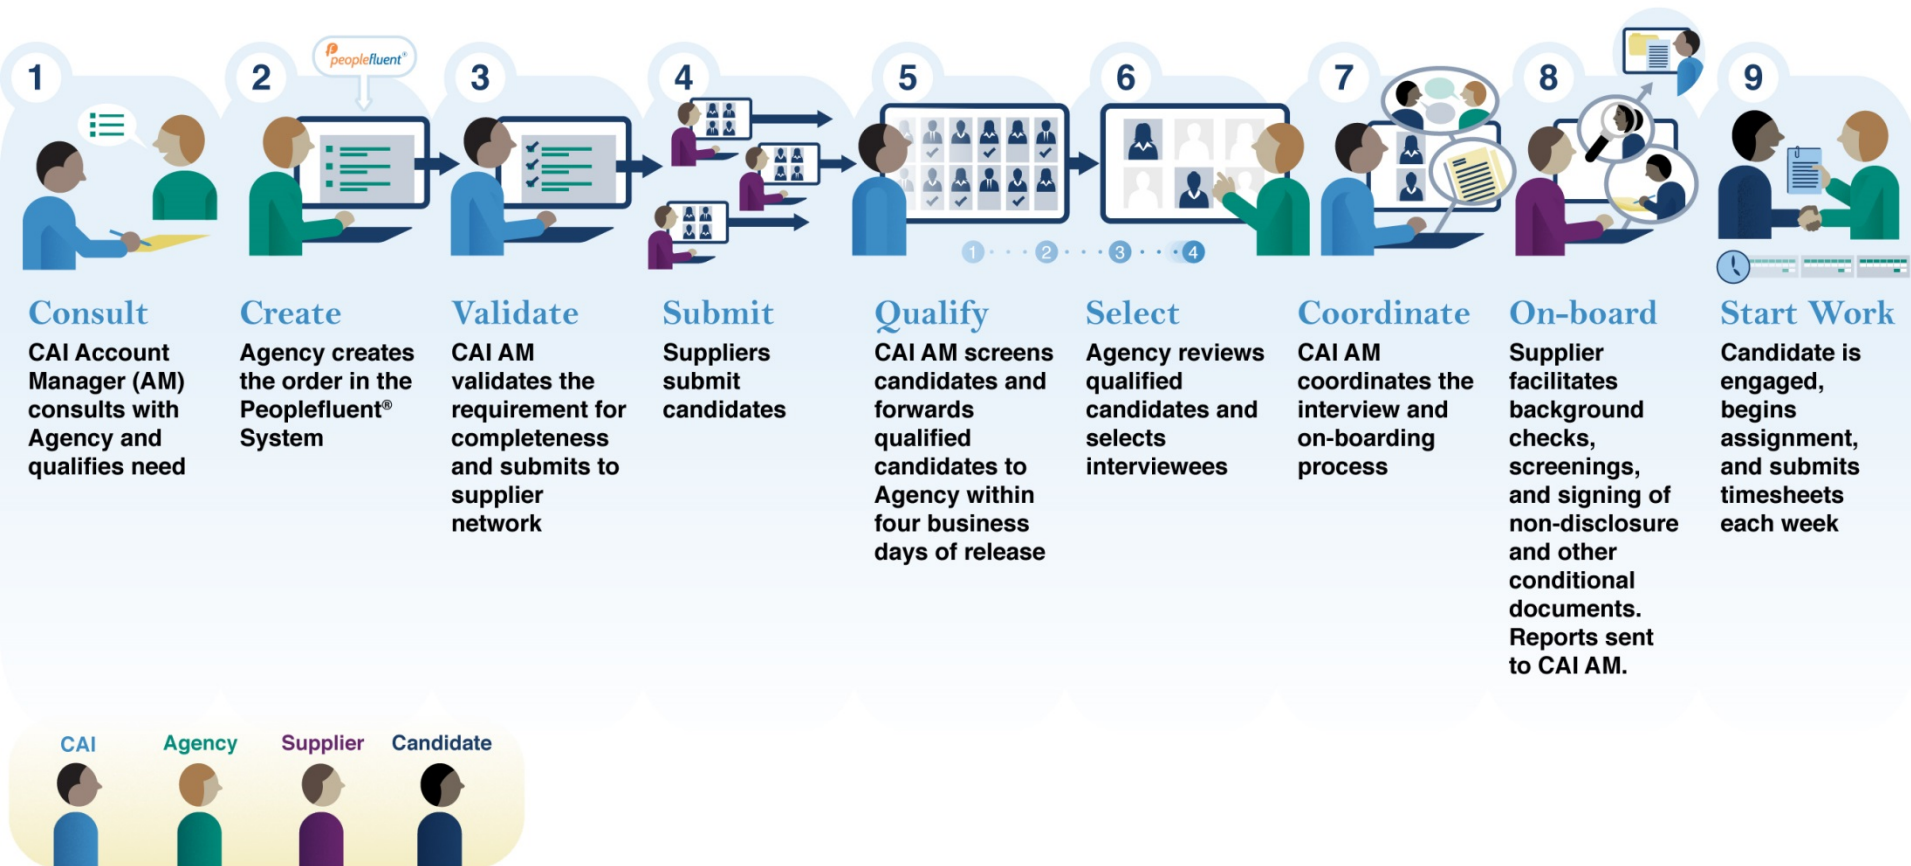 1
2
peoplefluent®
3
4
5
6
7
8
9
1
2
3
4
Consult
CAI Account
Manager (AM)
consults with
Agency and
qualifies need
Create
Agency creates
the order in the
Peoplefluent®
System
Validate
CAI AM
validates the
requirement for
completeness
and submits to
supplier
network
Submit
Suppliers
submit
candidates
Qualify
CAI AM screens
candidates and
forwards
qualified
candidates to
Agency within
four business
days of release
Select
Agency reviews
qualified
candidates and
selects
interviewees
Coordinate
CAI AM
coordinates the
interview and
on-boarding
process
On-board
Supplier
facilitates
background
checks,
screenings,
and signing of
non-disclosure
and other
conditional
documents.
Reports sent
to CAI AM.
Start Work
Candidate is
engaged,
begins
assignment,
and submits
timesheets
each week
CAI
Agency
Supplier
Candidate